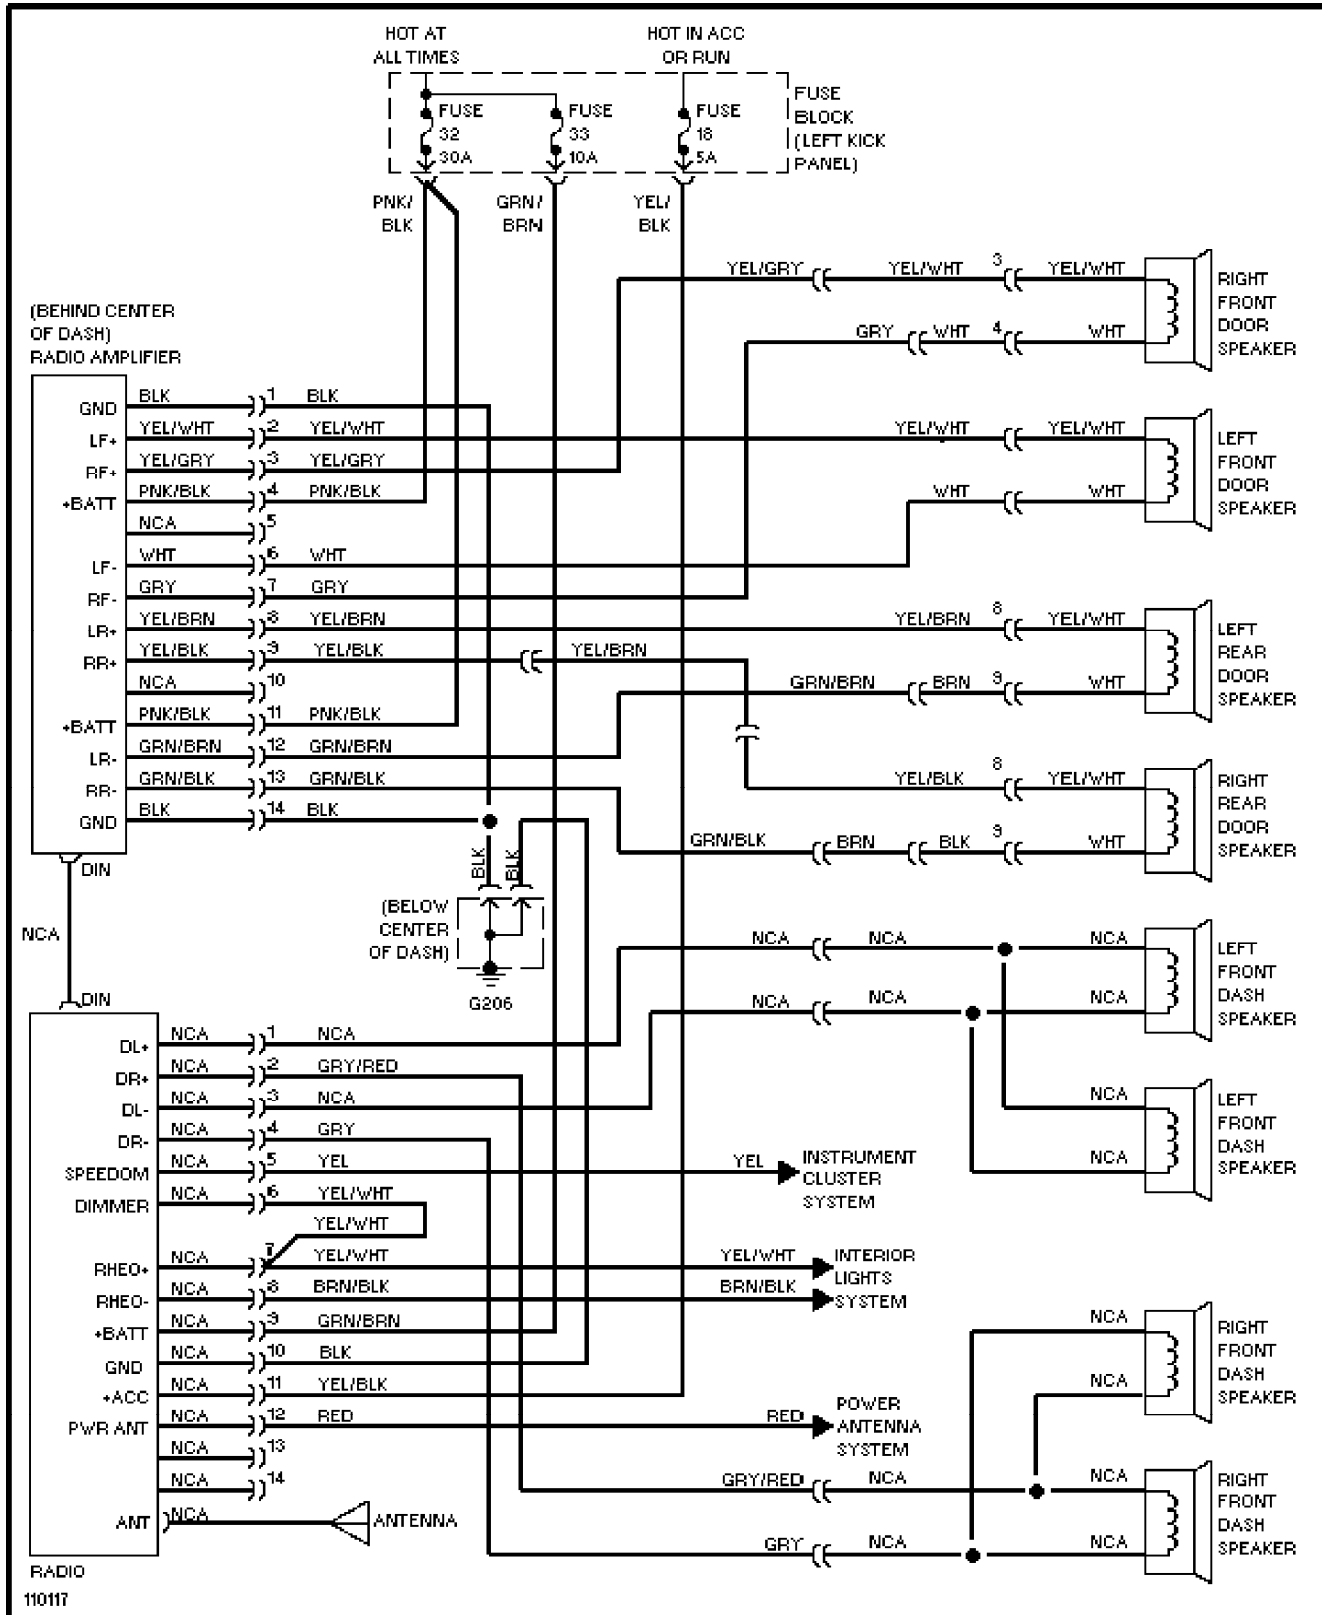 HOT AT
ALL TIMES
HOT IN ACC
OR RUN
FUSE
32
30A
FUSE
33
10A
FUSE
18
5A
FUSE
BLOCK
(LEFT KICK
PANEL)
PNK/
BLK
GRN/
BRN
YEL/
BLK
YEL/GRY YEL/WHT 3 YEL/WHT
RIGHT
FRONT
DOOR
SPEAKER
GRY WHT 4 WHT
(BEHIND CENTER
OF DASH)
RADIO AMPLIFIER
GND BLK 1 BLK
LF+ YEL/WHT 2 YEL/WHT YEL/WHT YEL/WHT
LEFT
FRONT
DOOR
SPEAKER
RF+ YEL/GRY 3 YEL/GRY
+BATT PNK/BLK 4 PNK/BLK WHT WHT
NCA 5
LF- WHT 6 WHT
RF- GRY 7 GRY
LR+ YEL/BRN 8 YEL/BRN YEL/BRN 8 YEL/WHT
LEFT
REAR
DOOR
SPEAKER
RR+ YEL/BLK 9 YEL/BLK YEL/BRN
NCA 10 GRN/BRN BRN 9 WHT
+BATT PNK/BLK 11 PNK/BLK
LR- GRN/BRN 12 GRN/BRN
RR- GRN/BLK 13 GRN/BLK YEL/BLK 8 YEL/WHT
RIGHT
REAR
DOOR
SPEAKER
GND BLK 14 BLK
GRN/BLK BRN BLK 9 WHT
DIN
BLK
BLK
(BELOW
CENTER
OF DASH)
G206
NCA
DIN
NCA NCA NCA
LEFT
FRONT
DASH
SPEAKER
NCA NCA NCA
DL+ NCA 1 NCA
DR+ NCA 2 GRY/RED
DL- NCA 3 NCA NCA
LEFT
FRONT
DASH
SPEAKER
DR- NCA 4 GRY
SPEEDOM NCA 5 YEL YEL NCA
INSTRUMENT
CLUSTER
SYSTEM
DIMMER NCA 6 YEL/WHT
YEL/WHT
RHEO+ NCA 7 YEL/WHT YEL/WHT
RHEO- NCA 8 BRN/BLK BRN/BLK
INTERIOR
LIGHTS
SYSTEM
+BATT NCA 9 GRN/BRN NCA
RIGHT
FRONT
DASH
SPEAKER
GND NCA 10 BLK
+ACC NCA 11 YEL/BLK NCA
PWR ANT NCA 12 RED RED
POWER
ANTENNA
SYSTEM
NCA 13
NCA 14 GRY/RED NCA NCA
RIGHT
FRONT
DASH
SPEAKER
ANT NCA ANTENNA
GRY NCA NCA
RADIO
110117